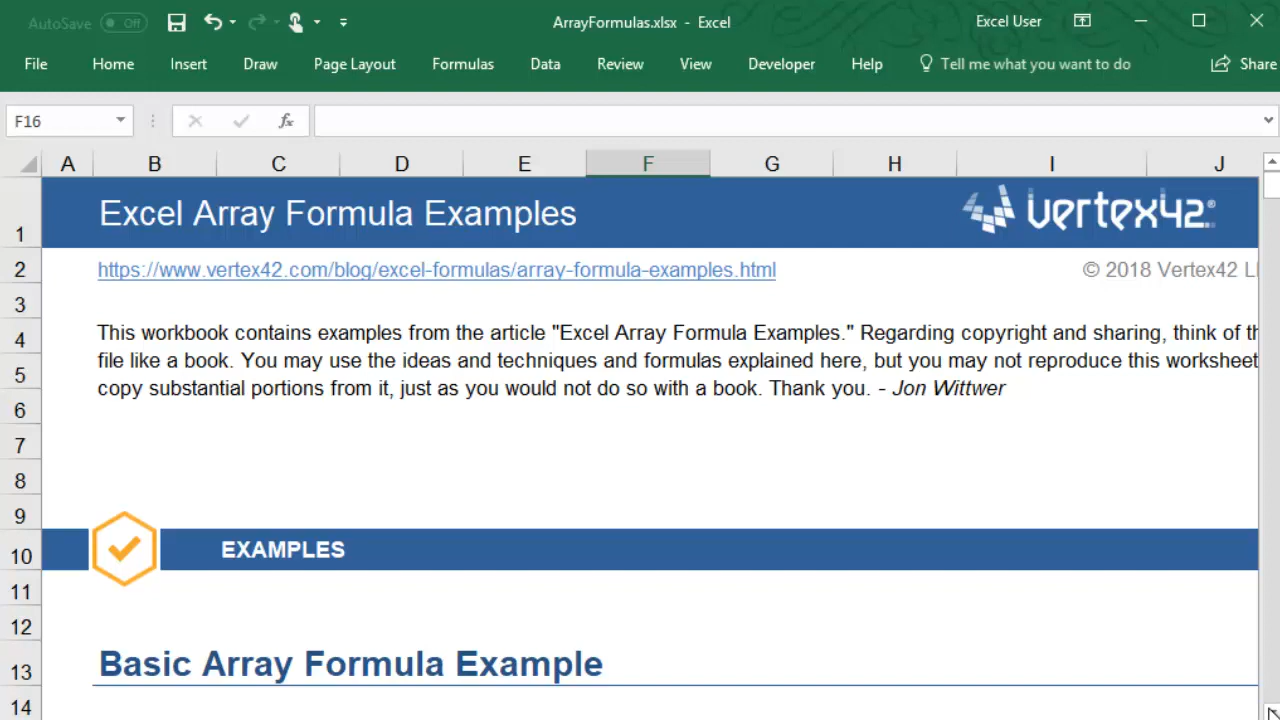 AutoSave Off
ArrayFormulas.xlsx - Excel
Excel User
File Home Insert Draw Page Layout Formulas Data Review View Developer Help Tell me what you want to do Share
F16 fx
A B C D E F G H I J
1 Excel Array Formula Examples vertex42®
2 https://www.vertex42.com/blog/excel-formulas/array-formula-examples.html © 2018 Vertex42 LL
3
4 This workbook contains examples from the article "Excel Array Formula Examples." Regarding copyright and sharing, think of th
5 file like a book. You may use the ideas and techniques and formulas explained here, but you may not reproduce this worksheet
6 copy substantial portions from it, just as you would not do so with a book. Thank you. - Jon Wittwer
7
8
9
10 EXAMPLES
11
12
13 Basic Array Formula Example
14